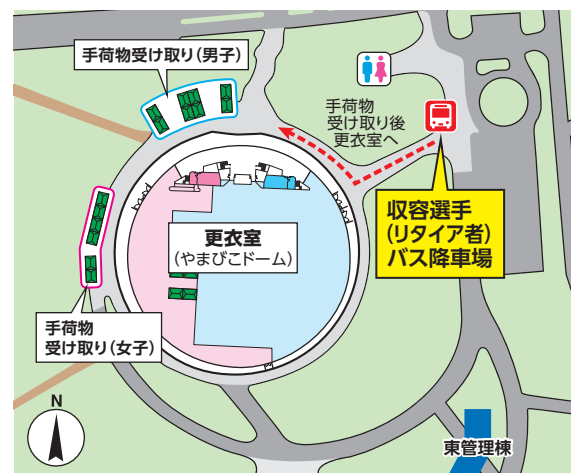 手荷物受け取り（男子）
手荷物
受け取り後
更衣室へ
収容選手
（リタイア者）
バス降車場
更衣室
（やまびこドーム）
手荷物
受け取り（女子）
N
東管理棟